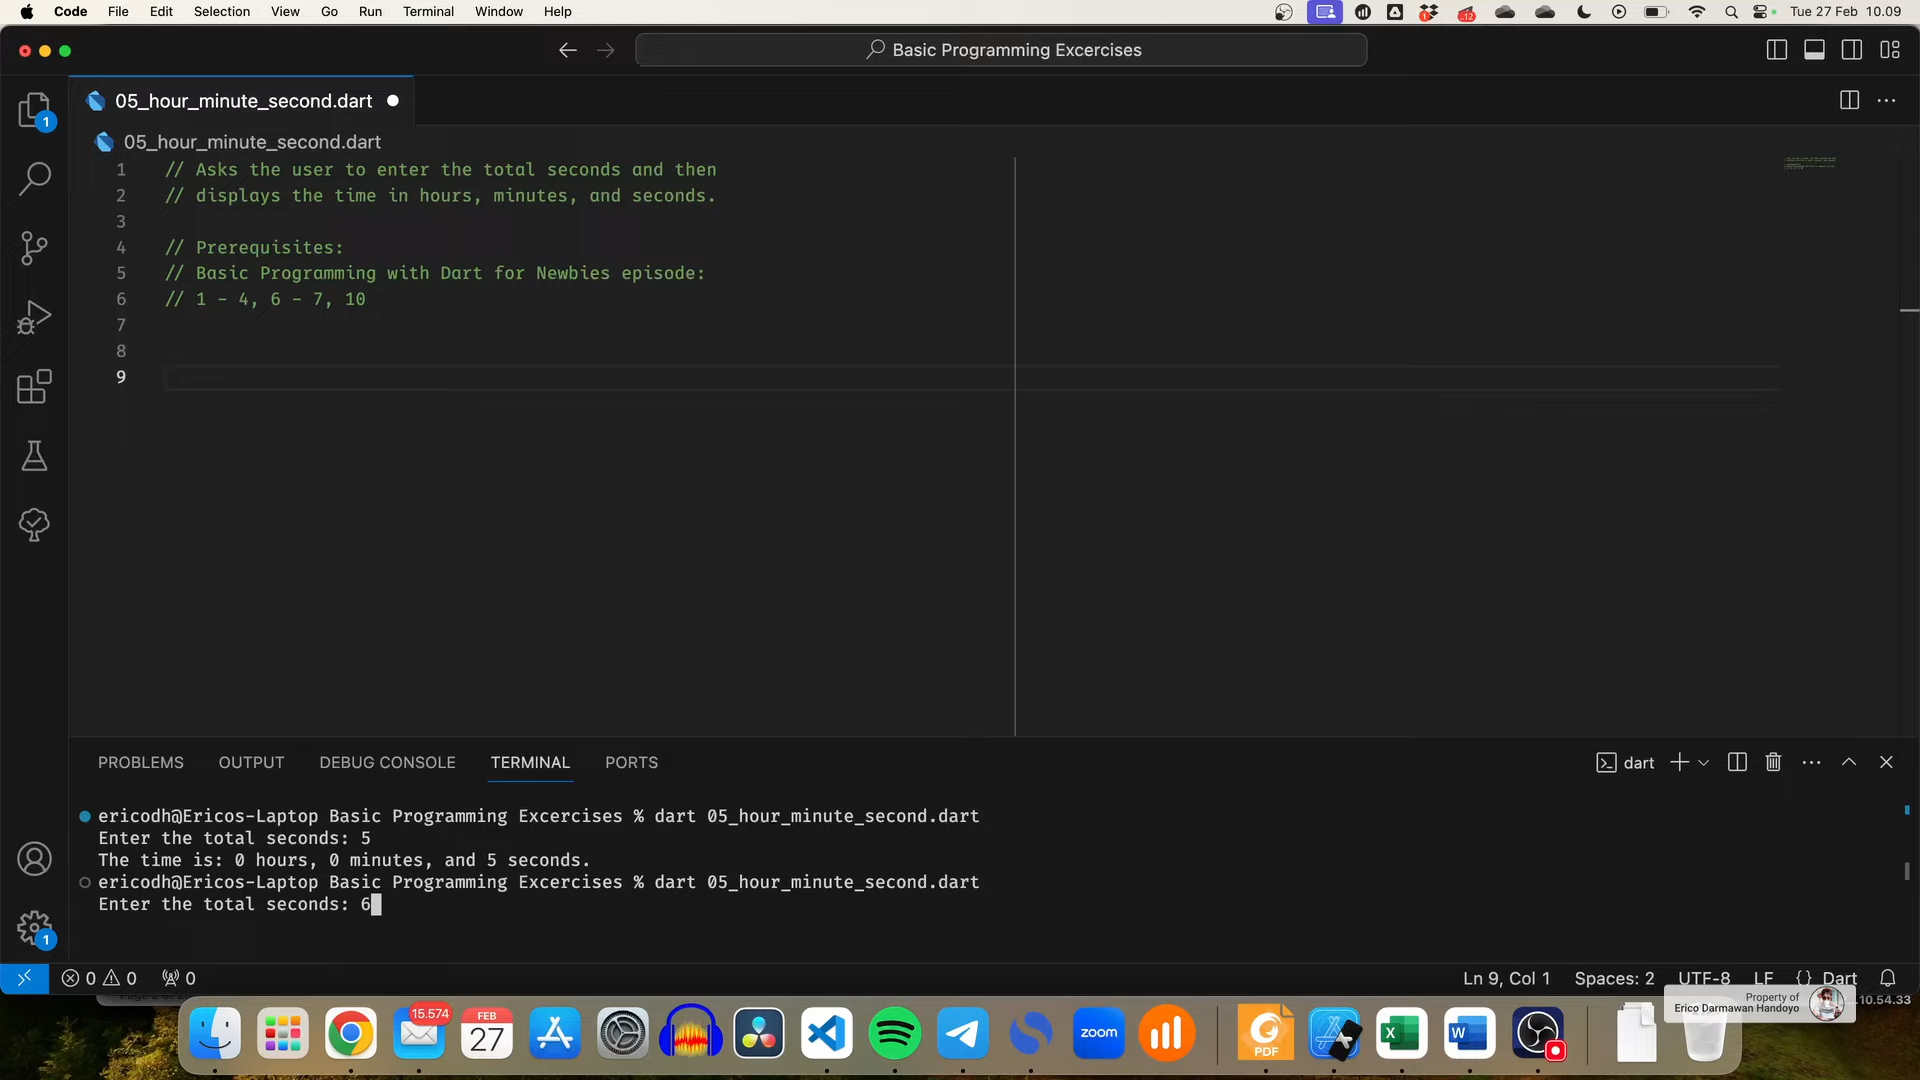 Code File Edit Selection View Go Run Terminal Window Help
1
-12
Tue 27 Feb 10.09
Basic Programming Excercises
05_hour_minute_second.dart
05_hour_minute_second.dart
1 // Asks the user to enter the total seconds and then
2 // displays the time in hours, minutes, and seconds.
3
4 // Prerequisites:
5 // Basic Programming with Dart for Newbies episode:
6 // 1 - 4, 6 - 7, 10
7
8
9
1
1
PROBLEMS OUTPUT DEBUG CONSOLE TERMINAL PORTS
dart
ericodh@Ericos-Laptop Basic Programming Excercises % dart 05_hour_minute_second.dart
Enter the total seconds: 5
The time is: 0 hours, 0 minutes, and 5 seconds.
ericodh@Ericos-Laptop Basic Programming Excercises % dart 05_hour_minute_second.dart
Enter the total seconds: 6
0 0 0
Ln 9, Col 1 Spaces: 2 UTF-8 LF {} Dart
Property of
Erico Darmawan Handoyo
.10.54.33
15.574
FEB
27
zoom
PDF
X
W